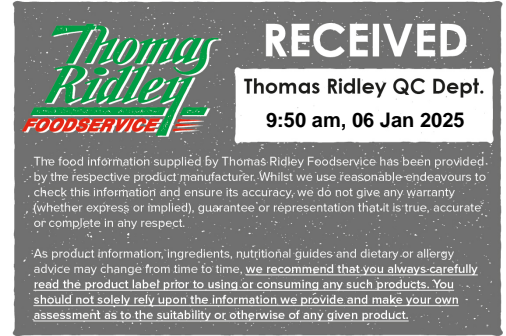 Thomas
Ridley
FOODSERVICE
RECEIVED
Thomas Ridley QC Dept.
9:50 am, 06 Jan 2025
The food information supplied by Thomas Ridley Foodservice has been provided
by the respective product manufacturer. Whilst we use reasonable endeavours to
check this information and ensure its accuracy, we do not give any warranty
(whether express or implied), guarantee or representation that it is true, accurate
or complete in any respect.
As product information, ingredients, nutritional guides and dietary or allergy
advice may change from time to time, we recommend that you always carefully
read the product label prior to using or consuming any such products. You
should not solely rely upon the information we provide and make your own
assessment as to the suitability or otherwise of any given product.